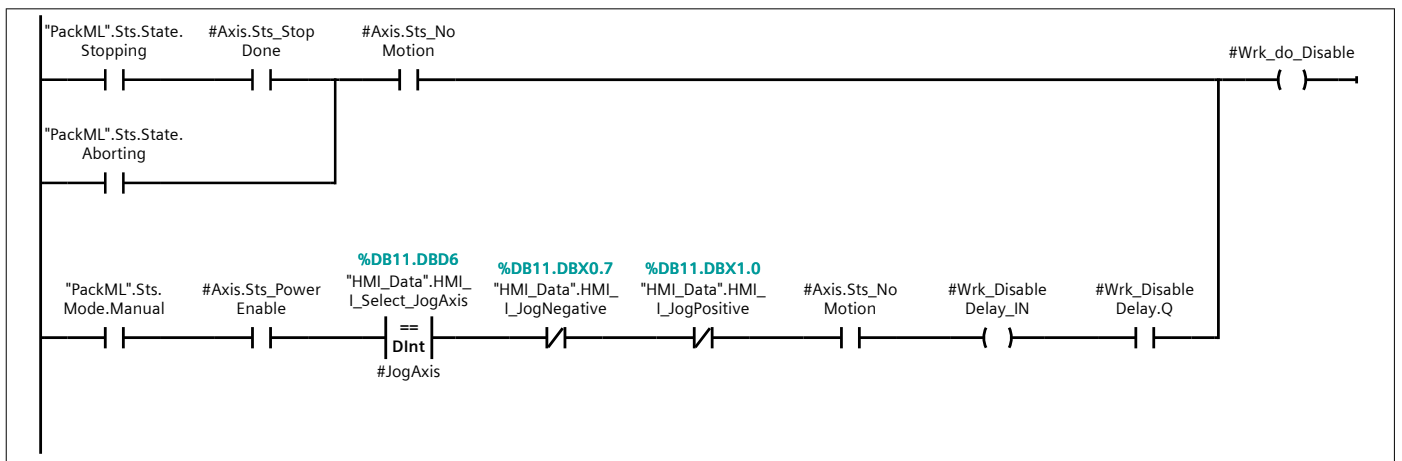 "PackML".Sts.State.
Stopping
#Axis.Sts_Stop
Done
#Axis.Sts_No
Motion
#Wrk_do_Disable
"PackML".Sts.State.
Aborting
"PackML".Sts.
Mode.Manual
#Axis.Sts_Power
Enable
%DB11.DBD6
"HMI_Data".HMI_
I_Select_JogAxis
==
DInt
#JogAxis
%DB11.DBX0.7
"HMI_Data".HMI_
I_JogNegative
%DB11.DBX1.0
"HMI_Data".HMI_
I_JogPositive
#Axis.Sts_No
Motion
#Wrk_Disable
Delay_IN
#Wrk_Disable
Delay.Q